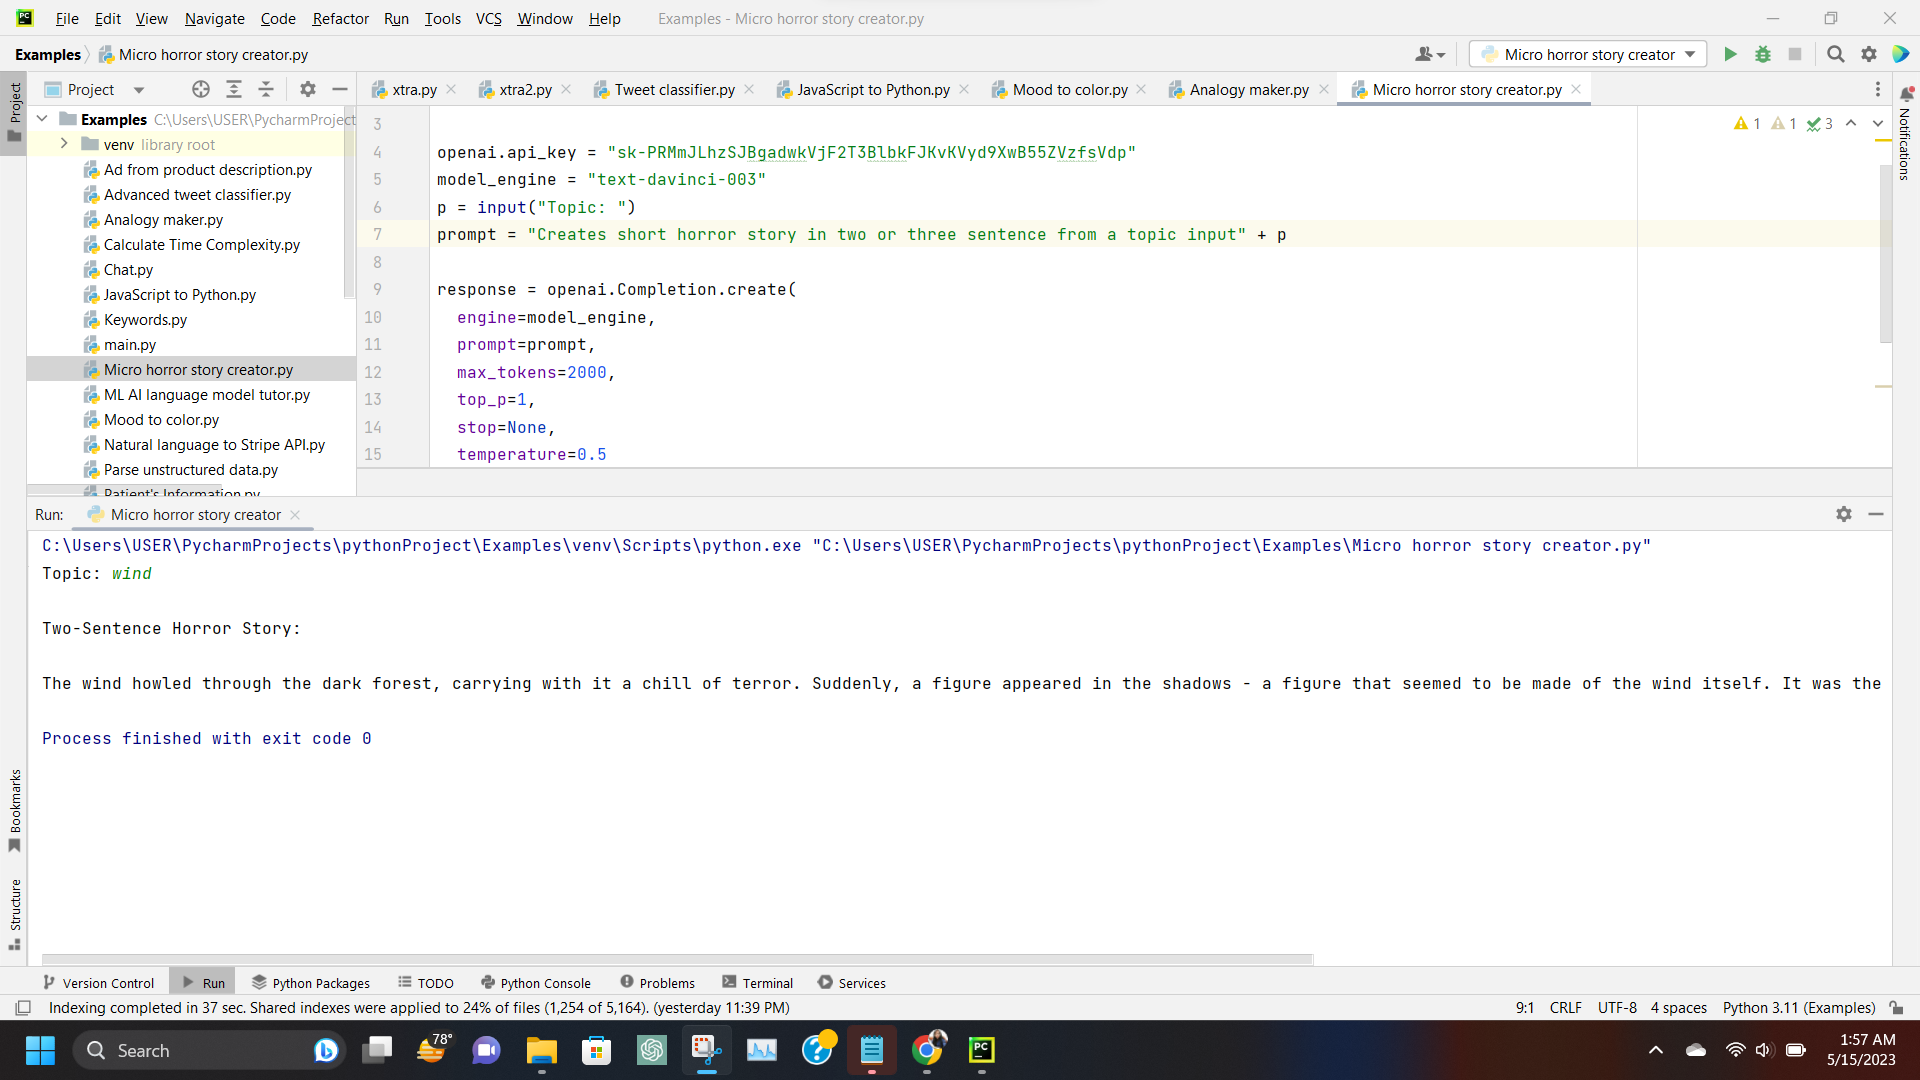 File Edit View Navigate Code Refactor Run Tools VCS Window Help Examples - Micro horror story creator.py
Examples Micro horror story creator.py Micro horror story creator
Project xtra.py xtra2.py Tweet classifier.py JavaScript to Python.py Mood to color.py Analogy maker.py Micro horror story creator.py
Project
Notifications
Examples C:\Users\USER\PycharmProject
venv library root
Ad from product description.py
Advanced tweet classifier.py
Analogy maker.py
Calculate Time Complexity.py
Chat.py
JavaScript to Python.py
Keywords.py
main.py
Micro horror story creator.py
ML AI language model tutor.py
Mood to color.py
Natural language to Stripe API.py
Parse unstructured data.py
Patient's Information.py
1 1 3
3
4 openai.api_key = "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"
5 model_engine = "text-davinci-003"
6 p = input("Topic: ")
7 prompt = "Creates short horror story in two or three sentence from a topic input" + p
8
9 response = openai.Completion.create(
10 engine=model_engine,
11 prompt=prompt,
12 max_tokens=2000,
13 top_p=1,
14 stop=None,
15 temperature=0.5
Run: Micro horror story creator
C:\Users\USER\PycharmProjects\pythonProject\Examples\venv\Scripts\python.exe "C:\Users\USER\PycharmProjects\pythonProject\Examples\Micro horror story creator.py"
Topic: wind
Two-Sentence Horror Story:
The wind howled through the dark forest, carrying with it a chill of terror. Suddenly, a figure appeared in the shadows - a figure that seemed to be made of the wind itself. It was the
Process finished with exit code 0
Bookmarks
Structure
Version Control Run Python Packages TODO Python Console Problems Terminal Services
Indexing completed in 37 sec. Shared indexes were applied to 24% of files (1,254 of 5,164). (yesterday 11:39 PM) 9:1 CRLF UTF-8 4 spaces Python 3.11 (Examples)
Search 78° PC 1:57 AM
5/15/2023